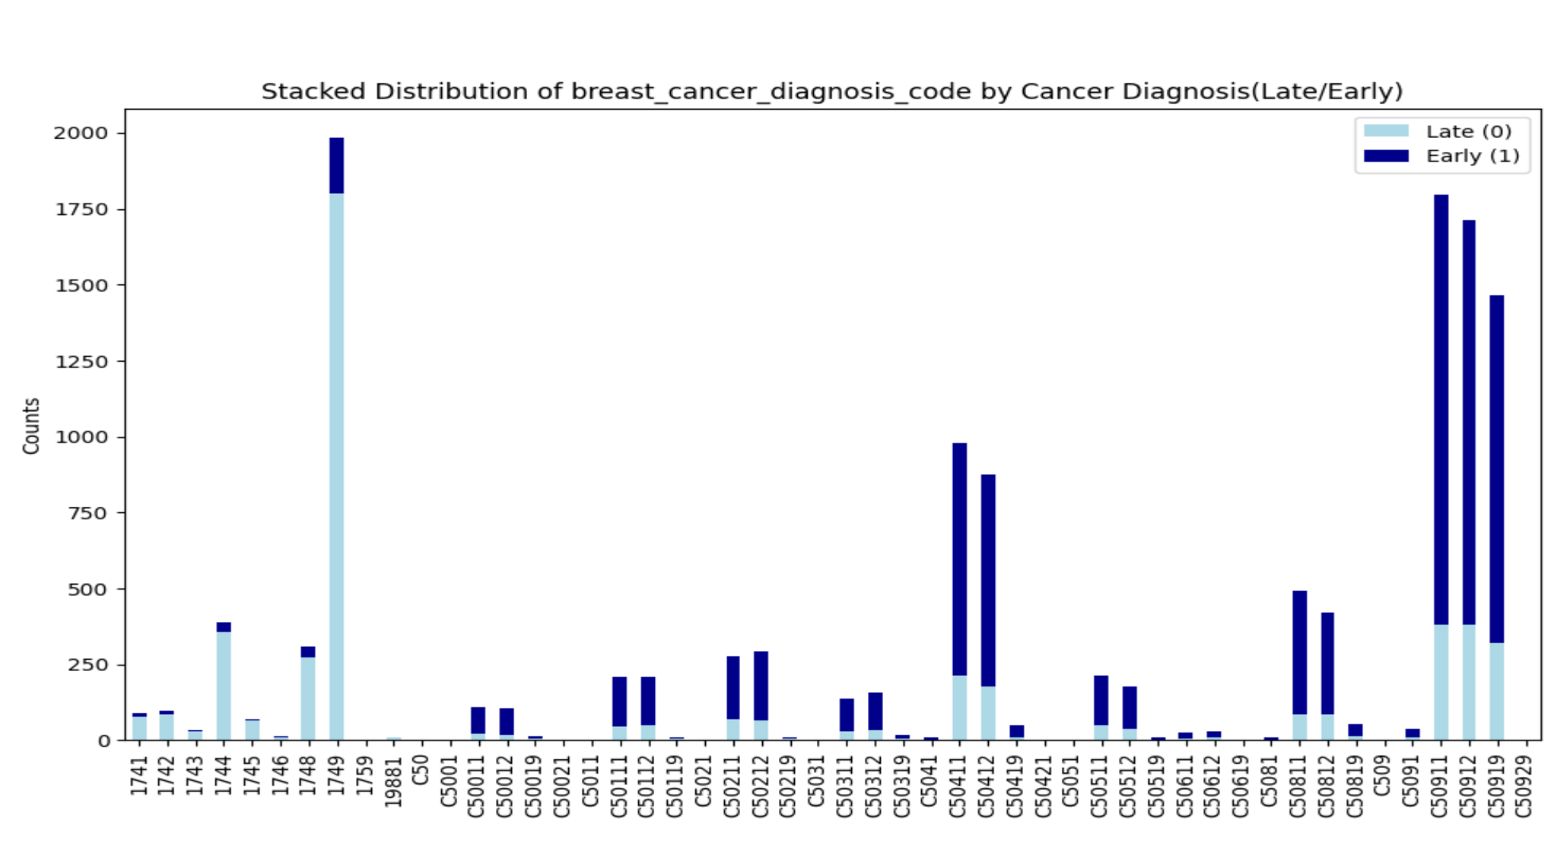 Stacked Distribution of breast_cancer_diagnosis_code by Cancer Diagnosis(Late/Early)
Late (0)
Early (1)
Counts
2000
1750
1500
1250
1000
750
500
250
0
1741
1742
1743
1744
1745
1746
1748
1749
1759
19881
C50
C5001
C50011
C50012
C50019
C50021
C5011
C50111
C50112
C50119
C5021
C50211
C50212
C50219
C5031
C50311
C50312
C50319
C5041
C50411
C50412
C50419
C50421
C5051
C50511
C50512
C50519
C50611
C50612
C50619
C5081
C50811
C50812
C50819
C509
C5091
C50911
C50912
C50919
C50929